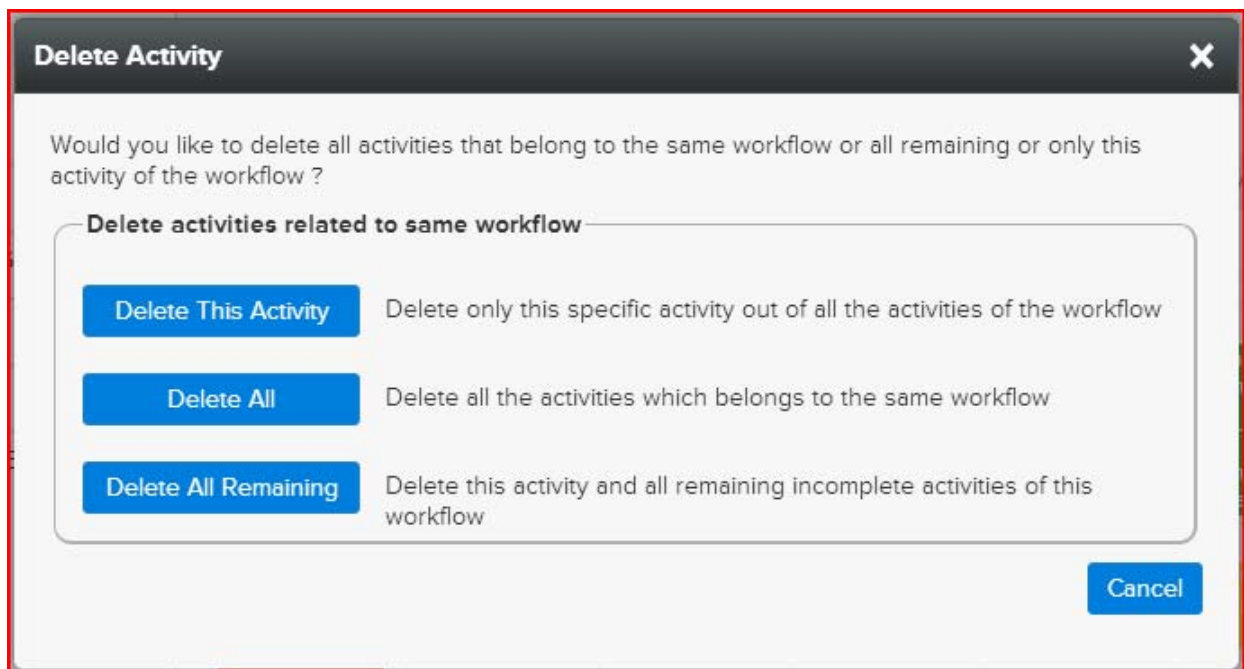 Delete Activity
Would you like to delete all activities that belong to the same workflow or all remaining or only this
activity of the workflow ?
Delete activities related to same workflow
Delete This Activity Delete only this specific activity out of all the activities of the workflow
Delete All Delete all the activities which belongs to the same workflow
Delete All Remaining Delete this activity and all remaining incomplete activities of this
workflow
Cancel